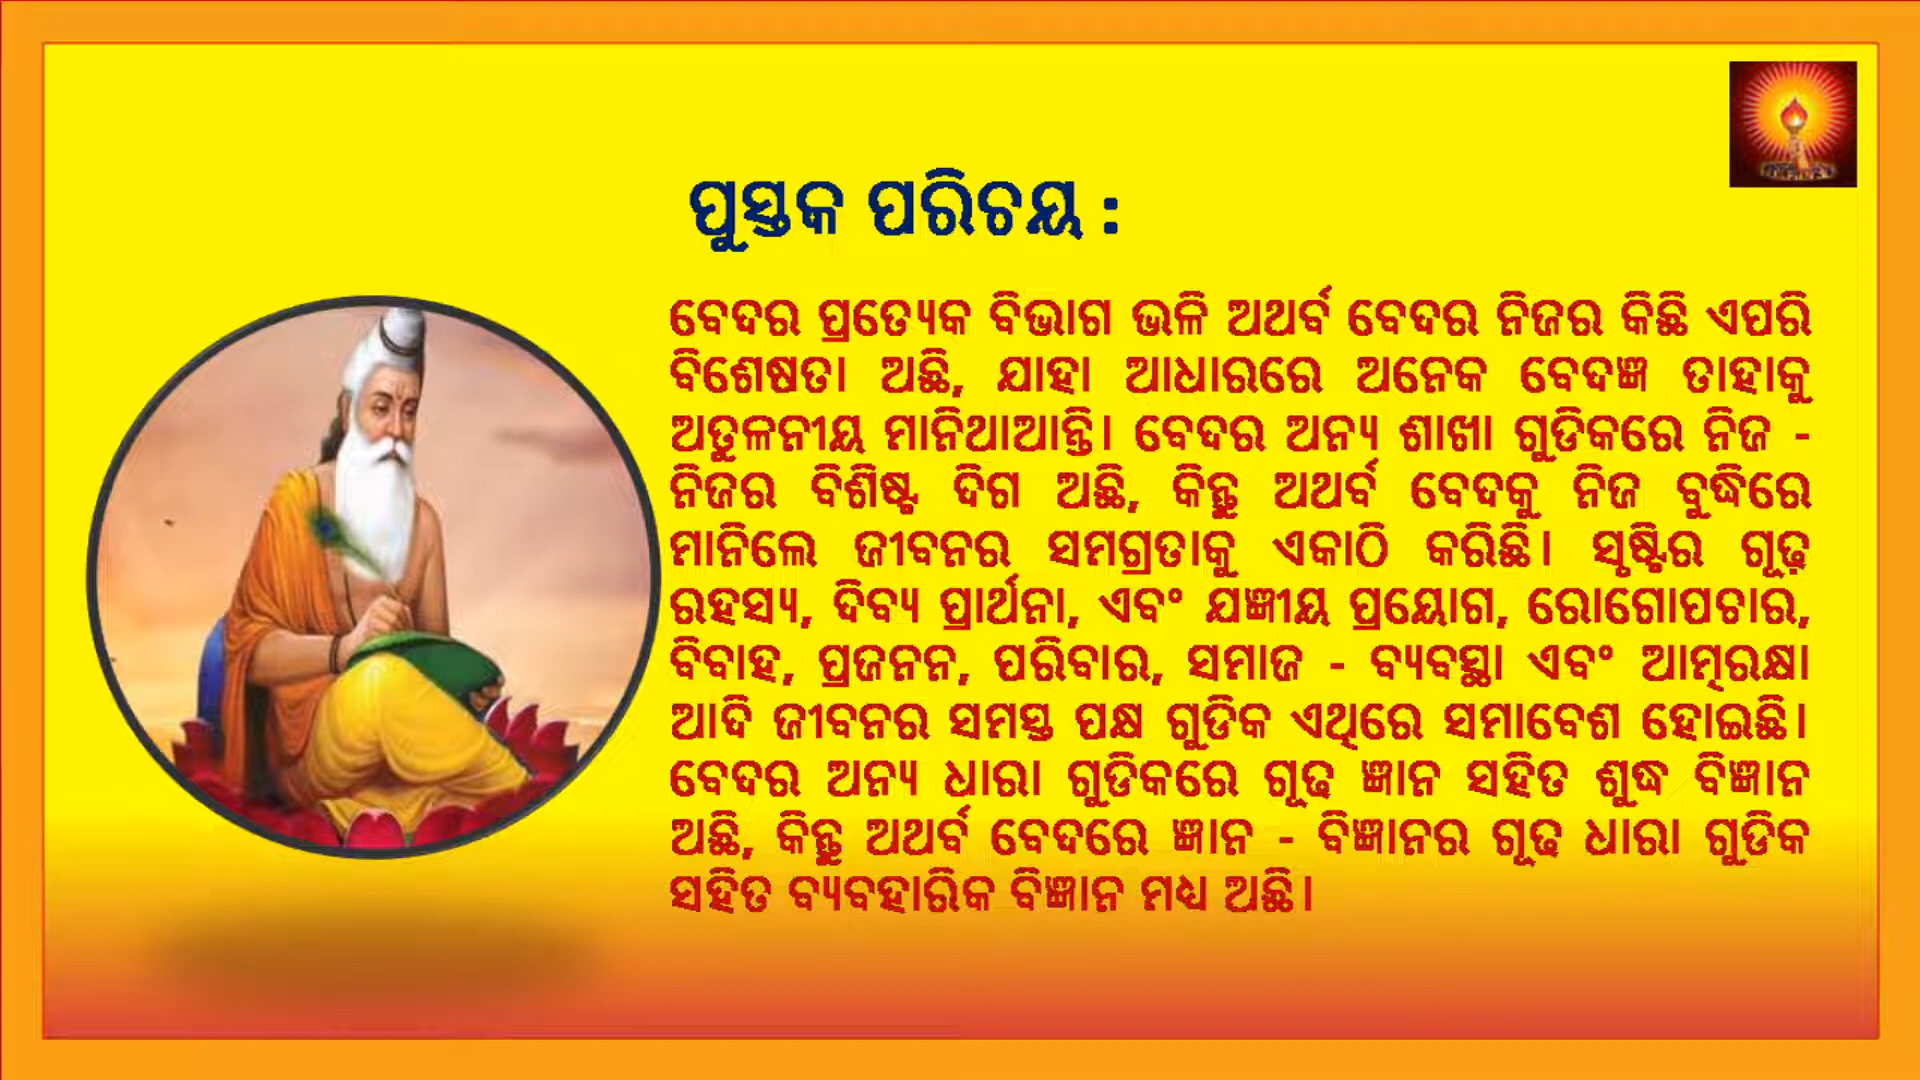 ପୁସ୍ତକ ପରିଚୟ :
ବେଦର ପ୍ରତ୍ୟେକ ବିଭାଗ ଭଳି ଅଥର୍ବ ବେଦର ନିଜର କିଛି ଏପରି
ବିଶେଷତା ଅଛି, ଯାହା ଆଧାରରେ ଅନେକ ବେଦଜ୍ଞ ତାହାକୁ
ଅତୁଳନୀୟ ମାନିଥାଆନ୍ତି। ବେଦର ଅନ୍ୟ ଶାଖା ଗୁଡିକରେ ନିଜ -
ନିଜର ବିଶିଷ୍ଟ ଦିଗ ଅଛି, କିନ୍ତୁ ଅଥର୍ବ ବେଦକୁ ନିଜ ବୁଦ୍ଧିରେ
ମାନିଲେ ଜୀବନର ସମଗ୍ରତାକୁ ଏକାଠି କରିଛି। ସୃଷ୍ଟିର ଗୂଢ଼
ରହସ୍ୟ, ଦିବ୍ୟ ପ୍ରାର୍ଥନା, ଏବଂ ଯଜ୍ଞୀୟ ପ୍ରୟୋଗ, ରୋଗୋପଚାର,
ବିବାହ, ପ୍ରଜନନ, ପରିବାର, ସମାଜ - ବ୍ୟବସ୍ଥା ଏବଂ ଆତ୍ମରକ୍ଷା
ଆଦି ଜୀବନର ସମସ୍ତ ପକ୍ଷ ଗୁଡିକ ଏଥିରେ ସମାବେଶ ହୋଇଛି।
ବେଦର ଅନ୍ୟ ଧାରା ଗୁଡିକରେ ଗୂଢ ଜ୍ଞାନ ସହିତ ଶୁଦ୍ଧ ବିଜ୍ଞାନ
ଅଛି, କିନ୍ତୁ ଅଥର୍ବ ବେଦରେ ଜ୍ଞାନ - ବିଜ୍ଞାନର ଗୂଢ ଧାରା ଗୁଡିକ
ସହିତ ବ୍ୟବହାରିକ ବିଜ୍ଞାନ ମଧ୍ୟ ଅଛି।